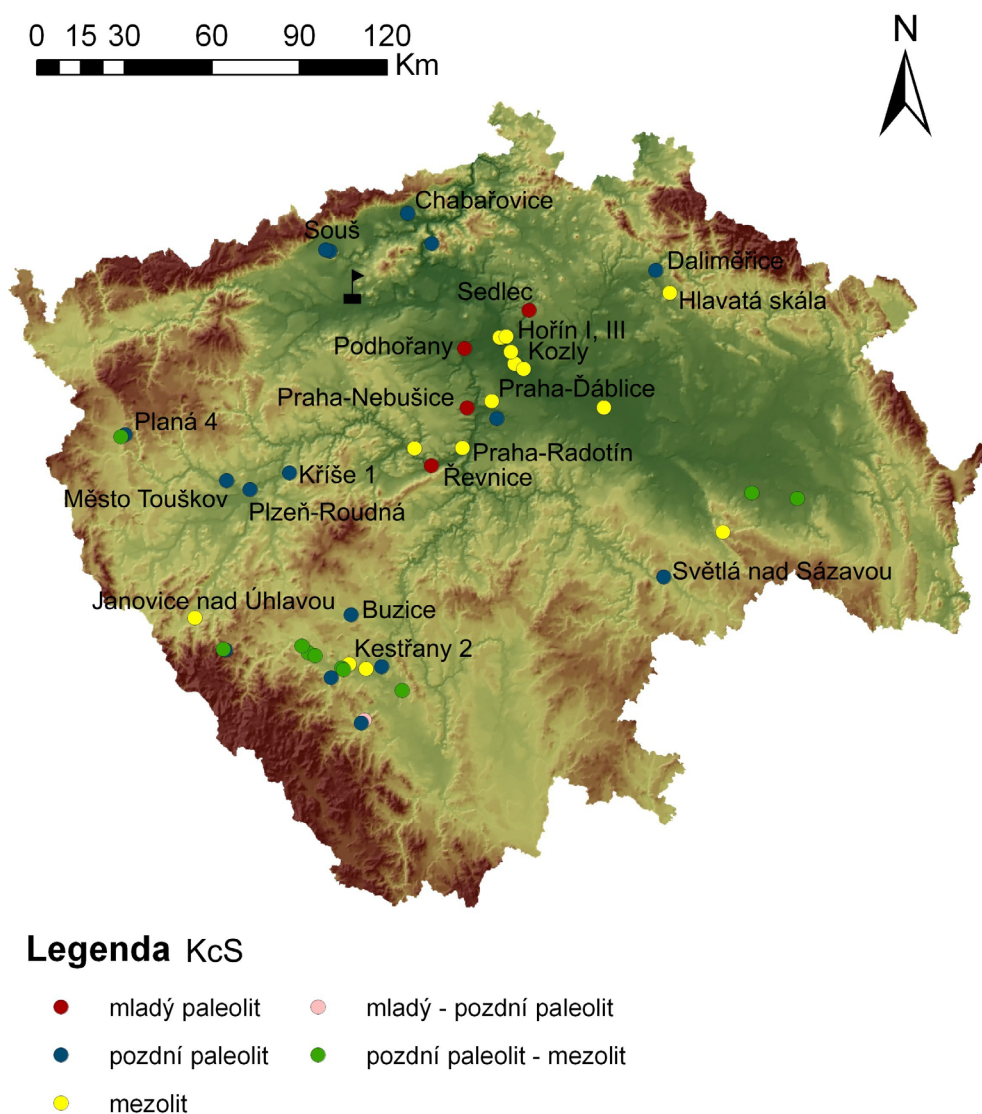 0 15 30 60 90 120
Km
N
Chabařovice
Souš
Daliměřice
Hlavatá skála
Sedlec
Hořín I, III
Podhořany
Kozly
Praha-Ďáblice
Praha-Nebušice
Planá 4
Praha-Radotín
Kříše 1
Řevnice
Město Touškov
Plzeň-Roudná
Světlá nad Sázavou
Janovice nad Úhlavou
Buzice
Kestřany 2
Legenda KcS
mladý paleolit
mladý - pozdní paleolit
pozdní paleolit
pozdní paleolit - mezolit
mezolit